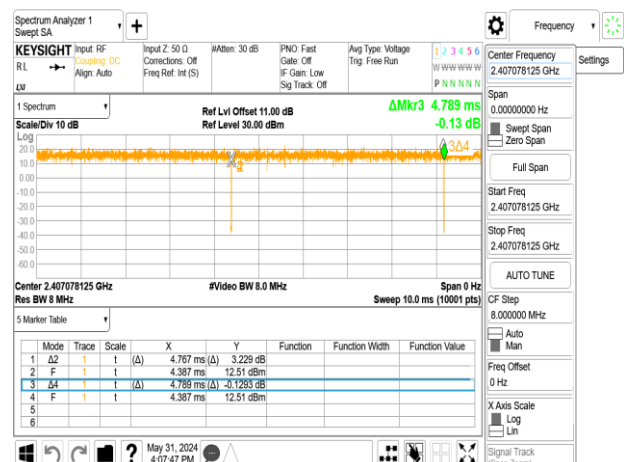 Spectrum Analyzer 1
Swept SA
Frequency
KEYSIGHT
RL
Input: RF
Coupling: DC
Align: Auto
Input Z: 50 Ω
Corrections: Off
Freq Ref: Int (S)
#Atten: 30 dB
PNO: Fast
Gate: Off
IF Gain: Low
Sig Track: Off
Avg Type: Voltage
Trig: Free Run
1 2 3 4 5 6
W W W W W W
P N N N N N
LXI
1 Spectrum
Scale/Div 10 dB
Ref Lvl Offset 11.00 dB
Ref Level 30.00 dBm
ΔMkr3 4.789 ms
-0.13 dB
Log
20.0
10.0
0.00
-10.0
-20.0
-30.0
-40.0
-50.0
-60.0
3Δ4
Center 2.407078125 GHz
Res BW 8 MHz
#Video BW 8.0 MHz
Span 0 Hz
Sweep 10.0 ms (10001 pts)
5 Marker Table
Mode Trace Scale X Y Function Function Width Function Value
1 Δ2 1 t (Δ) 4.767 ms (Δ) 3.229 dB
2 F 1 t 4.387 ms 12.51 dBm
3 Δ4 1 t (Δ) 4.789 ms (Δ) -0.1293 dB
4 F 1 t 4.387 ms 12.51 dBm
5
6
May 31, 2024
4:07:47 PM
Center Frequency
2.407078125 GHz
Settings
Span
0.00000000 Hz
Swept Span
Zero Span
Full Span
Start Freq
2.407078125 GHz
Stop Freq
2.407078125 GHz
AUTO TUNE
CF Step
8.000000 MHz
Auto
Man
Freq Offset
0 Hz
X Axis Scale
Log
Lin
Signal Track